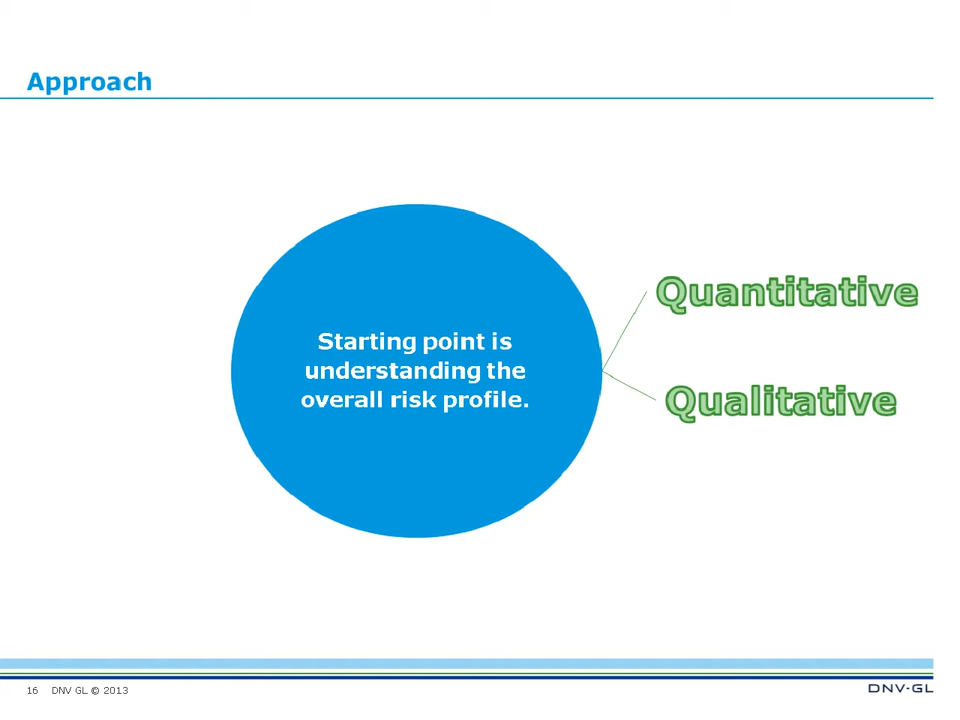 Approach
Starting point is
understanding the
overall risk profile.
Quantitative
Qualitative
16 DNV GL © 2013
DNV·GL